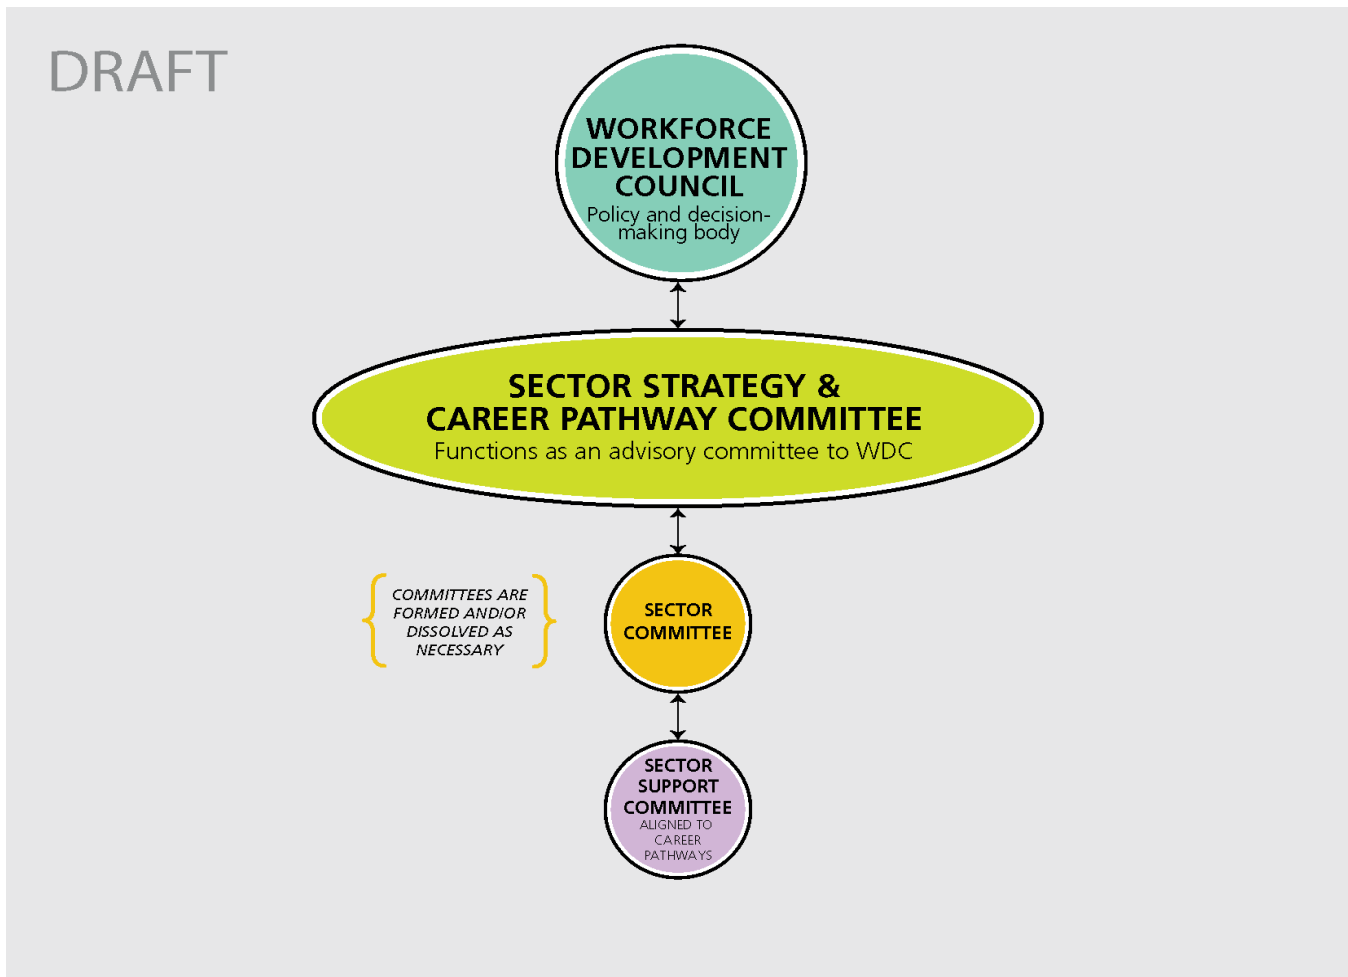 DRAFT
WORKFORCE
DEVELOPMENT
COUNCIL
Policy and decision-
making body
SECTOR STRATEGY &
CAREER PATHWAY COMMITTEE
Functions as an advisory committee to WDC
COMMITTEES ARE
FORMED AND/OR
DISSOLVED AS
NECESSARY
SECTOR
COMMITTEE
SECTOR
SUPPORT
COMMITTEE
ALIGNED TO
CAREER
PATHWAYS